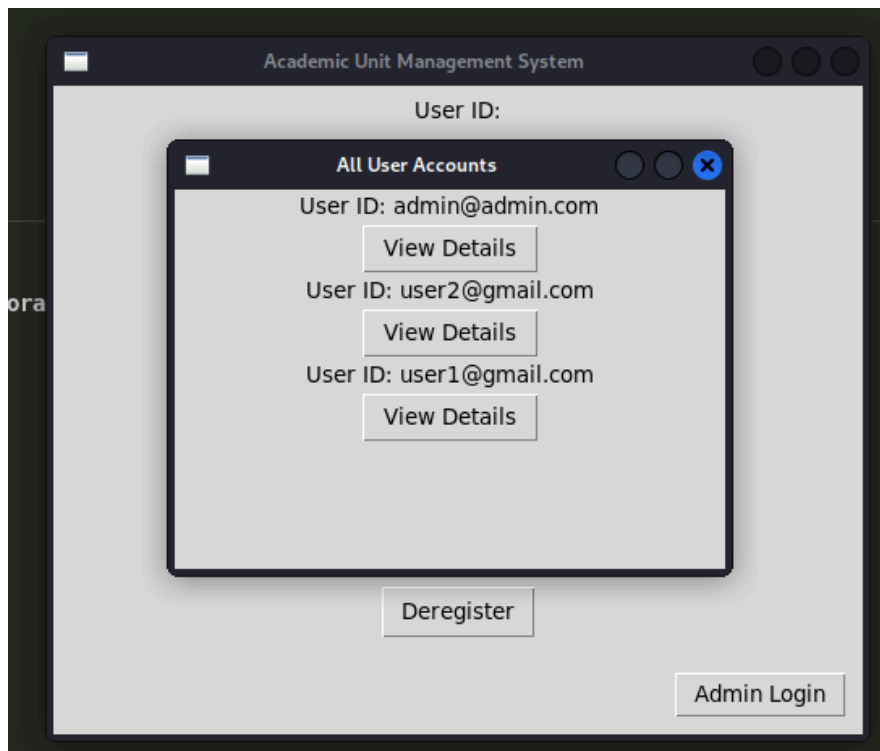 Academic Unit Management System
User ID:
All User Accounts
User ID: admin@admin.com
View Details
User ID: user2@gmail.com
View Details
User ID: user1@gmail.com
View Details
ora
Deregister
Admin Login